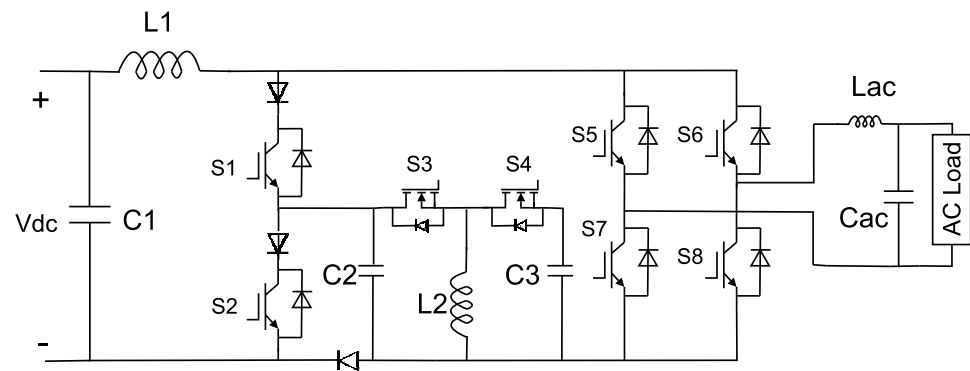 L1
+
Vdc
C1
-
S1
S2
S3
S4
C2
L2
C3
S5
S6
S7
S8
Lac
Cac
AC Load